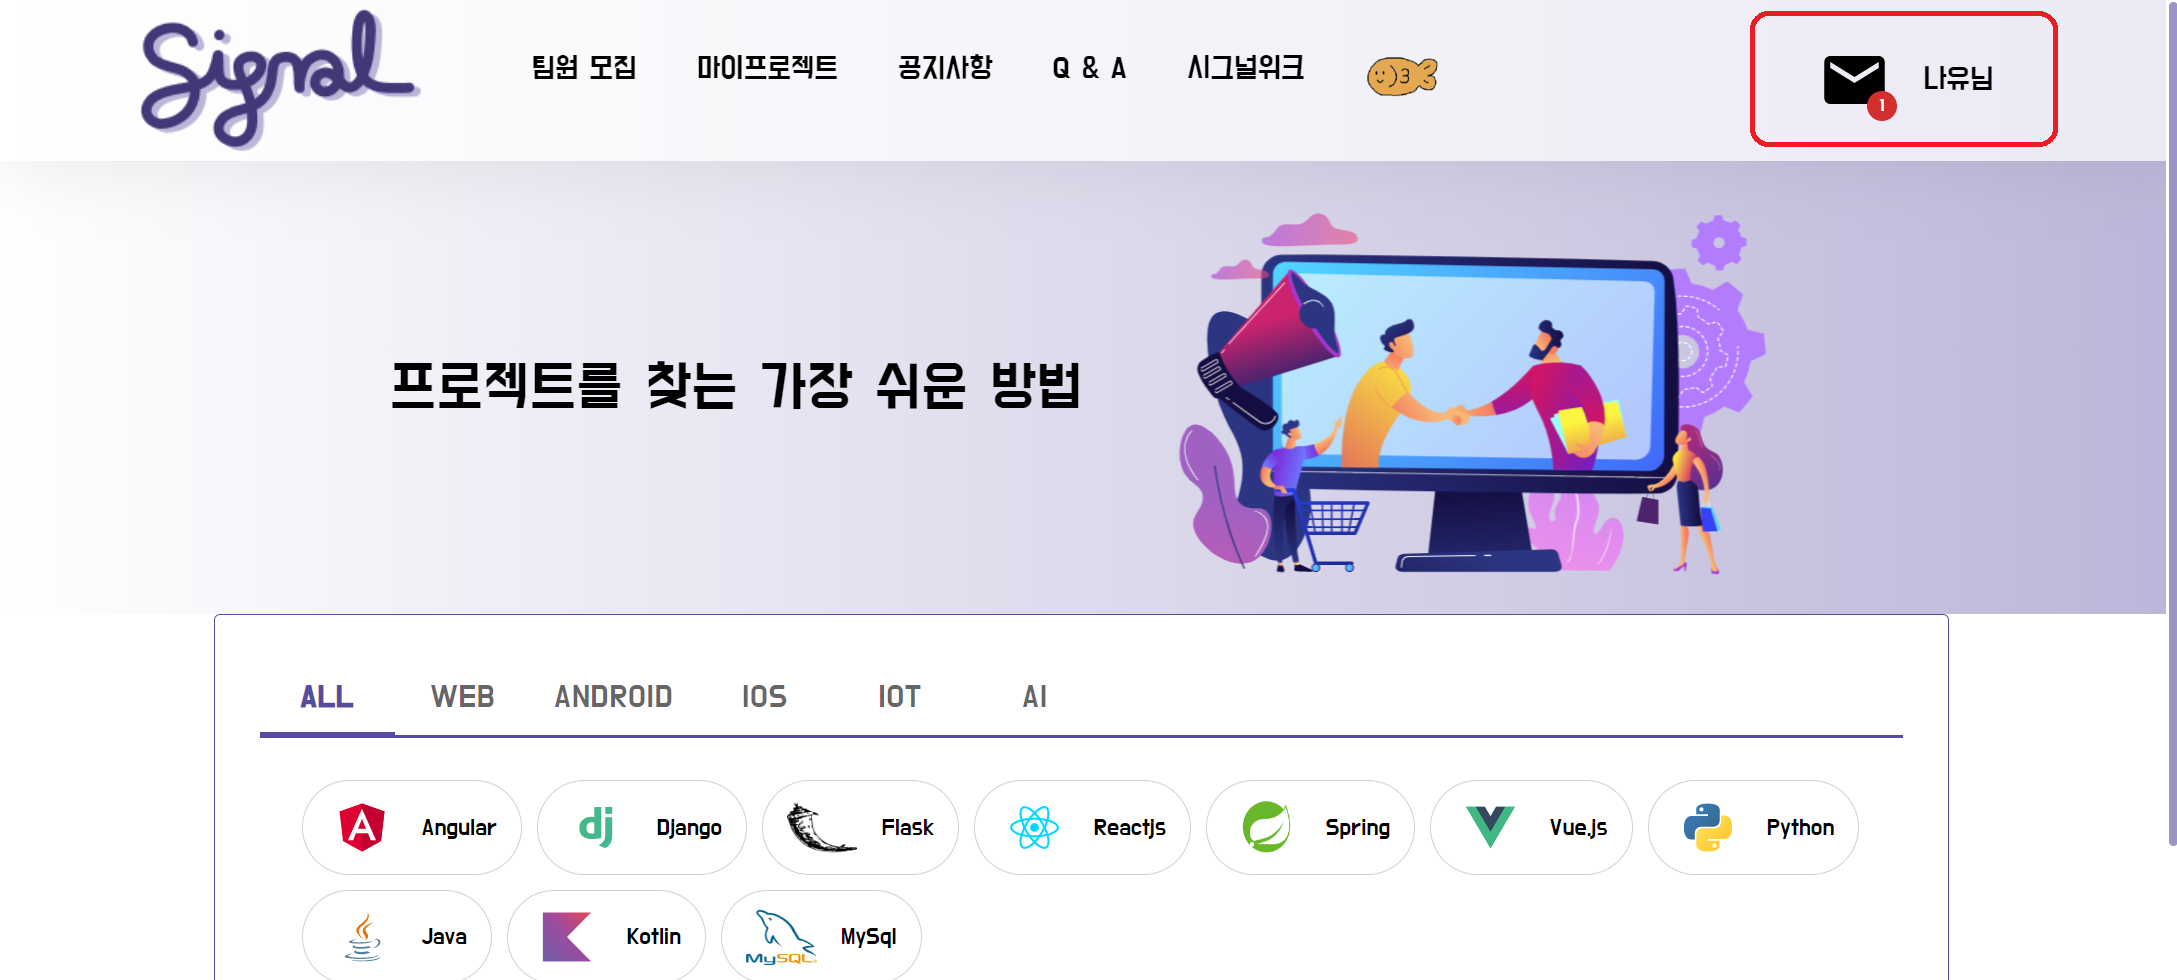 Signal
팀원 모집 마이프로젝트 공지사항 Q & A 시그널위크 3 1 나유님
프로젝트를 찾는 가장 쉬운 방법
ALL WEB ANDROID IOS IOT AI
Angular dj Django Flask Reactjs Spring Vue.js Python
Java Kotlin MySQL MySql